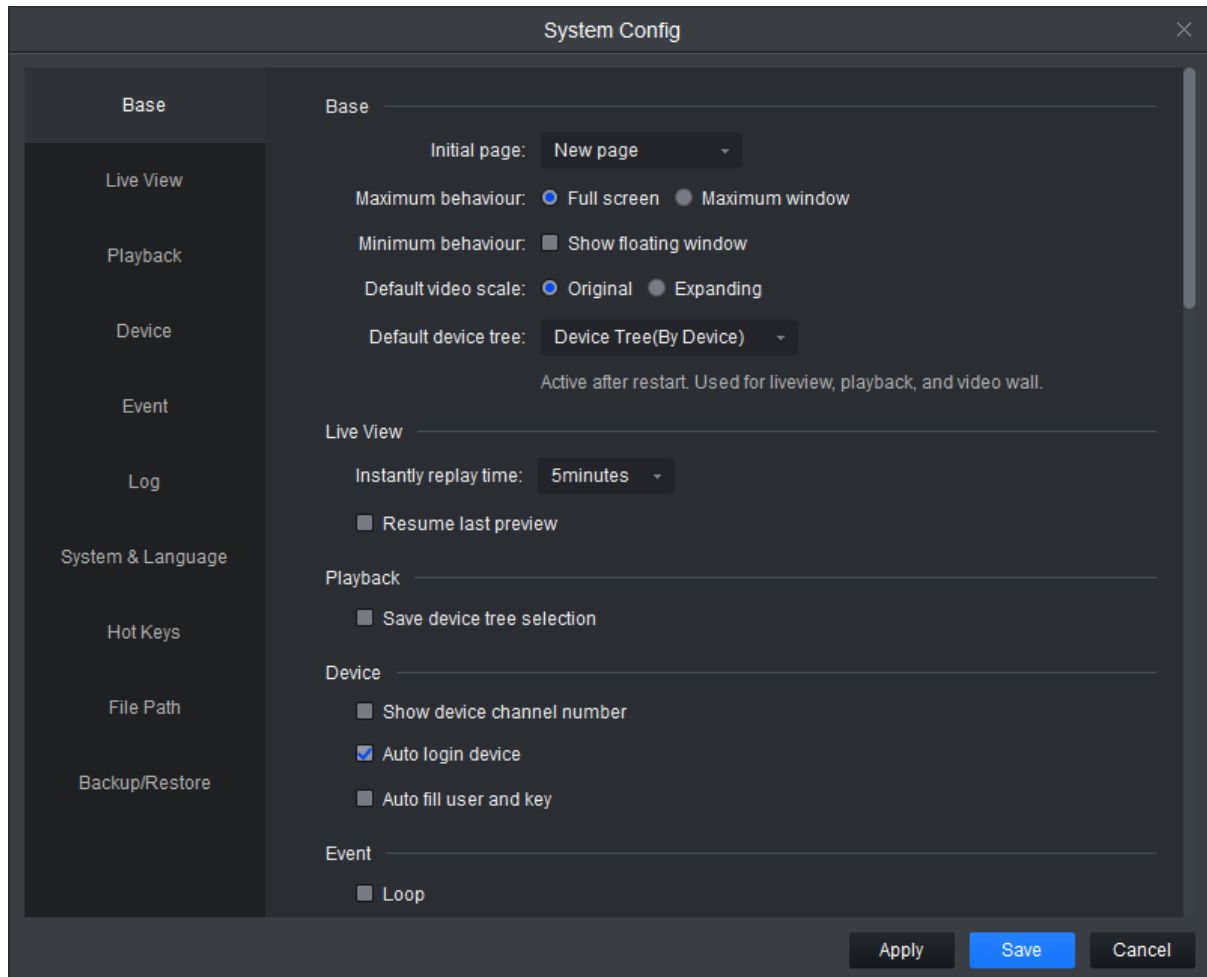 System Config
Base
Live View
Playback
Device
Event
Log
System & Language
Hot Keys
File Path
Backup/Restore
Base
Initial page: New page
Maximum behaviour: Full screen Maximum window
Minimum behaviour: Show floating window
Default video scale: Original Expanding
Default device tree: Device Tree(By Device)
Active after restart. Used for liveview, playback, and video wall.
Live View
Instantly replay time: 5minutes
Resume last preview
Playback
Save device tree selection
Device
Show device channel number
Auto login device
Auto fill user and key
Event
Loop
Apply Save Cancel